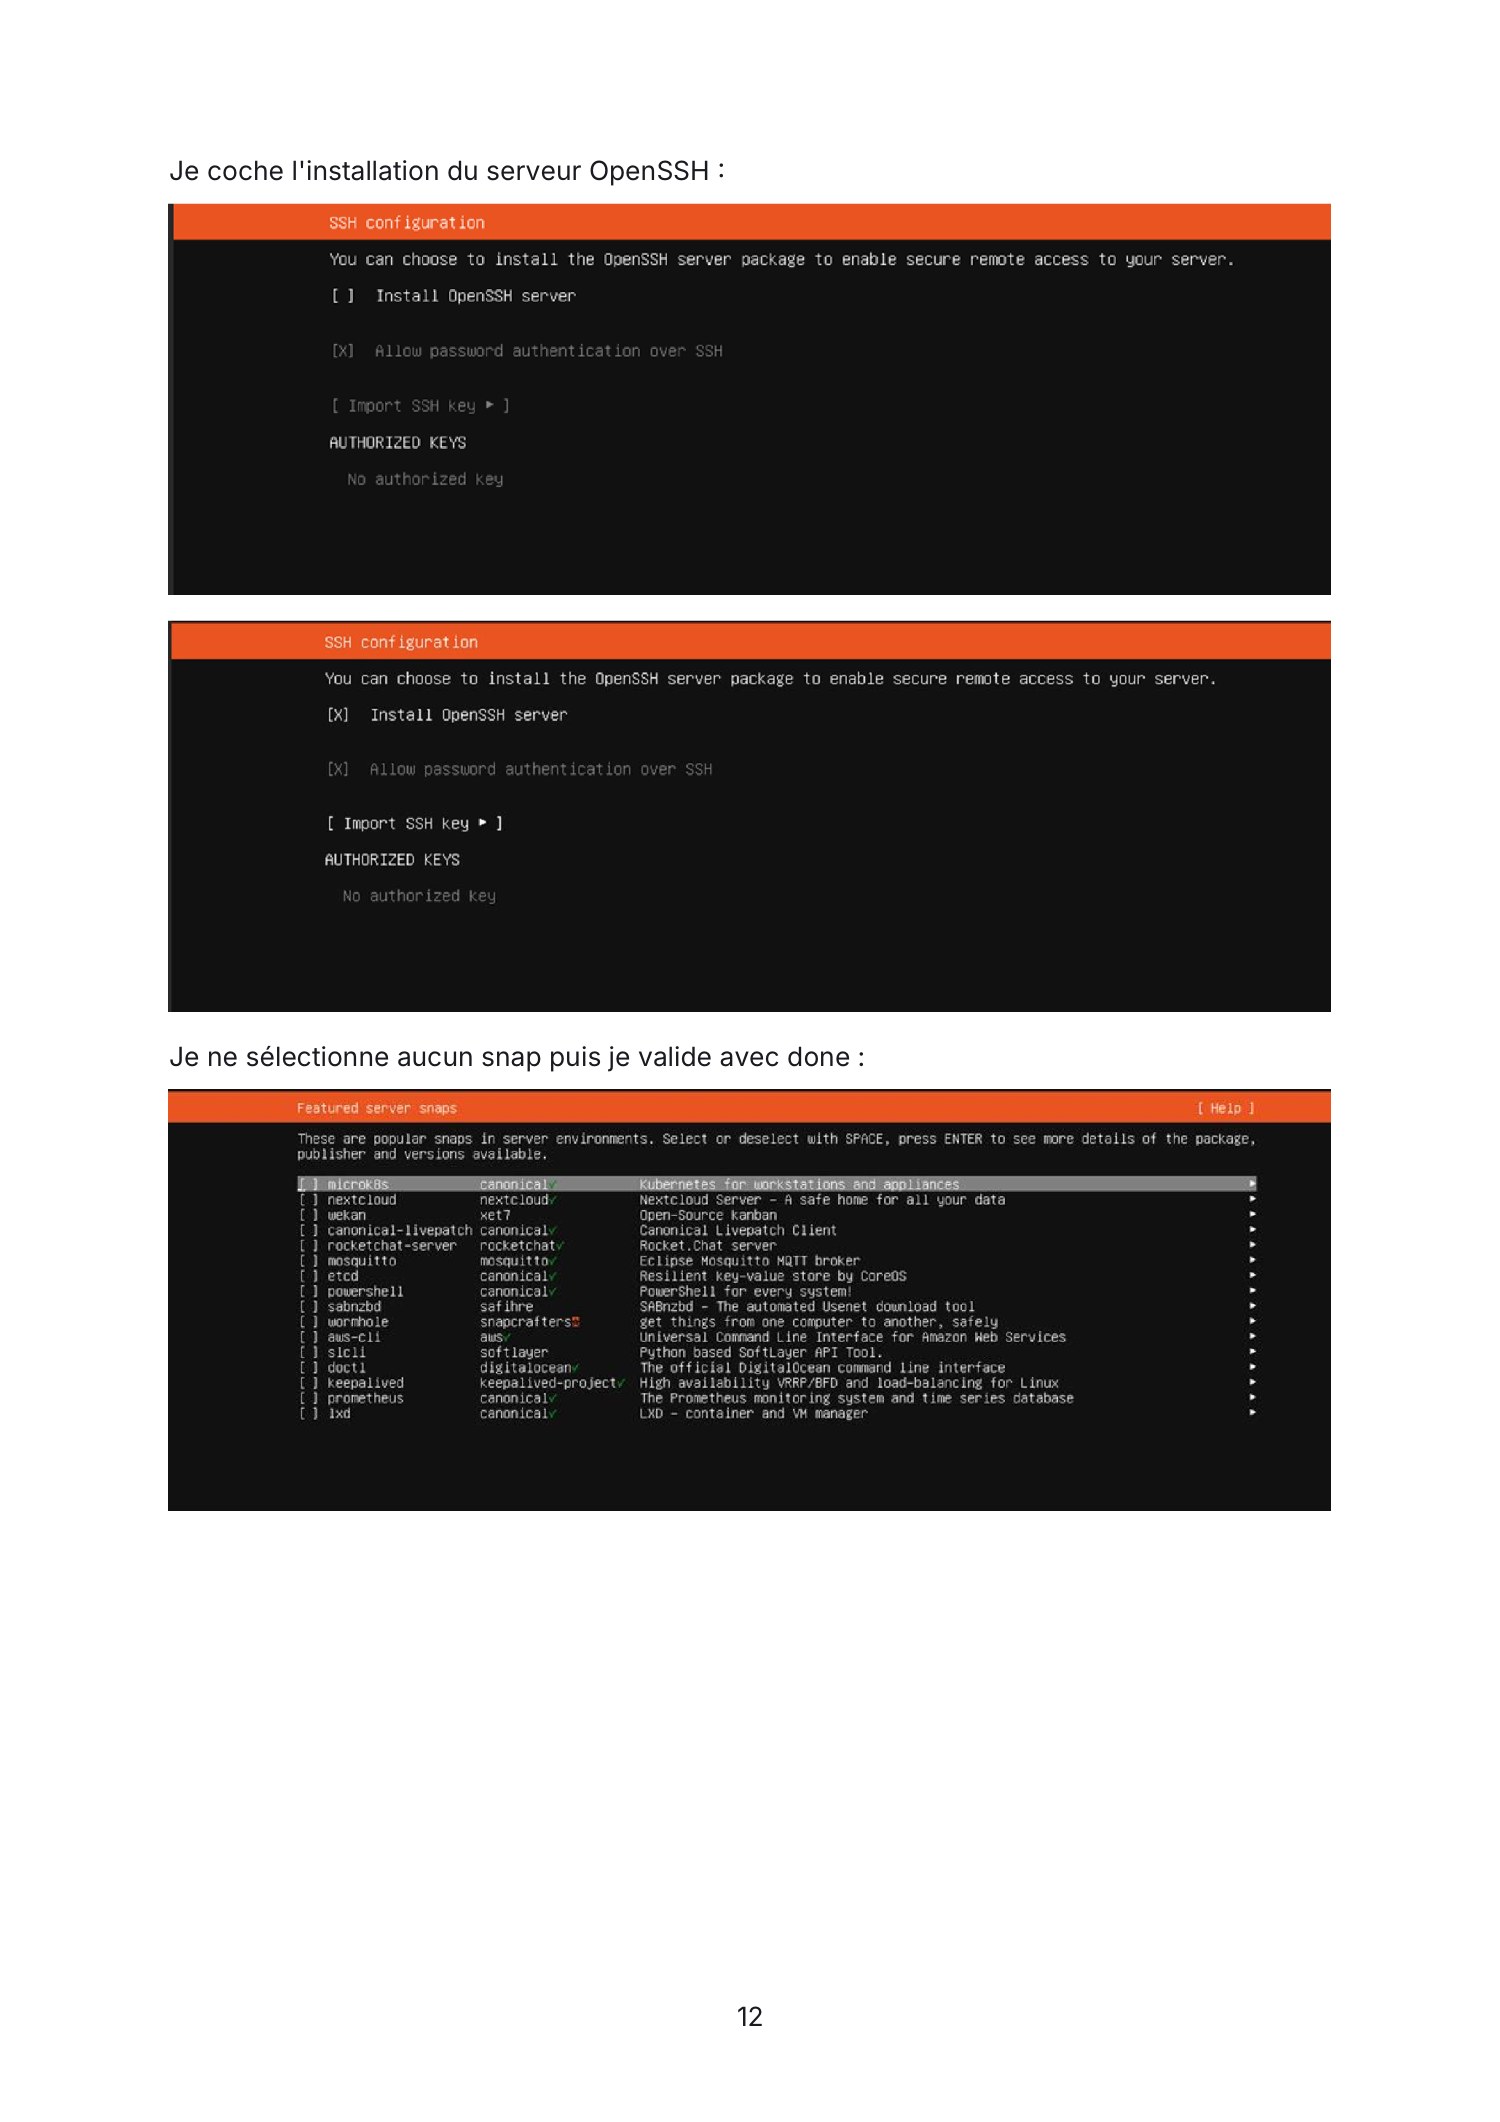 Je coche l'installation du serveur OpenSSH :
SSH configuration
You can choose to install the OpenSSH server package to enable secure remote access to your server.
[ ] Install OpenSSH server
[X] Allow password authentication over SSH
[ Import SSH key ▸ ]
AUTHORIZED KEYS
No authorized key
SSH configuration
You can choose to install the OpenSSH server package to enable secure remote access to your server.
[X] Install OpenSSH server
[X] Allow password authentication over SSH
[ Import SSH key ▸ ]
AUTHORIZED KEYS
No authorized key
Je ne sélectionne aucun snap puis je valide avec done :
Featured server snaps [ Help ]
These are popular snaps in server environments. Select or deselect with SPACE, press ENTER to see more details of the package,
publisher and versions available.
[ ] microk8s canonical✓ Kubernetes for workstations and appliances ▸
[ ] nextcloud nextcloud✓ Nextcloud Server - A safe home for all your data ▸
[ ] wekan xet7 Open-Source kanban ▸
[ ] canonical-livepatch canonical✓ Canonical Livepatch Client ▸
[ ] rocketchat-server rocketchat✓ Rocket.Chat server ▸
[ ] mosquitto mosquitto✓ Eclipse Mosquitto MQTT broker ▸
[ ] etcd canonical✓ Resilient key-value store by CoreOS ▸
[ ] powershell canonical✓ PowerShell for every system! ▸
[ ] sabnzbd safihre SABnzbd - The automated Usenet download tool ▸
[ ] wormhole snapcrafters get things from one computer to another, safely ▸
[ ] aws-cli aws✓ Universal Command Line Interface for Amazon Web Services ▸
[ ] slcli softlayer Python based SoftLayer API Tool. ▸
[ ] doctl digitalocean✓ The official DigitalOcean command line interface ▸
[ ] keepalived keepalived-project✓ High availability VRRP/BFD and load-balancing for Linux ▸
[ ] prometheus canonical✓ The Prometheus monitoring system and time series database ▸
[ ] lxd canonical✓ LXD - container and VM manager ▸
12